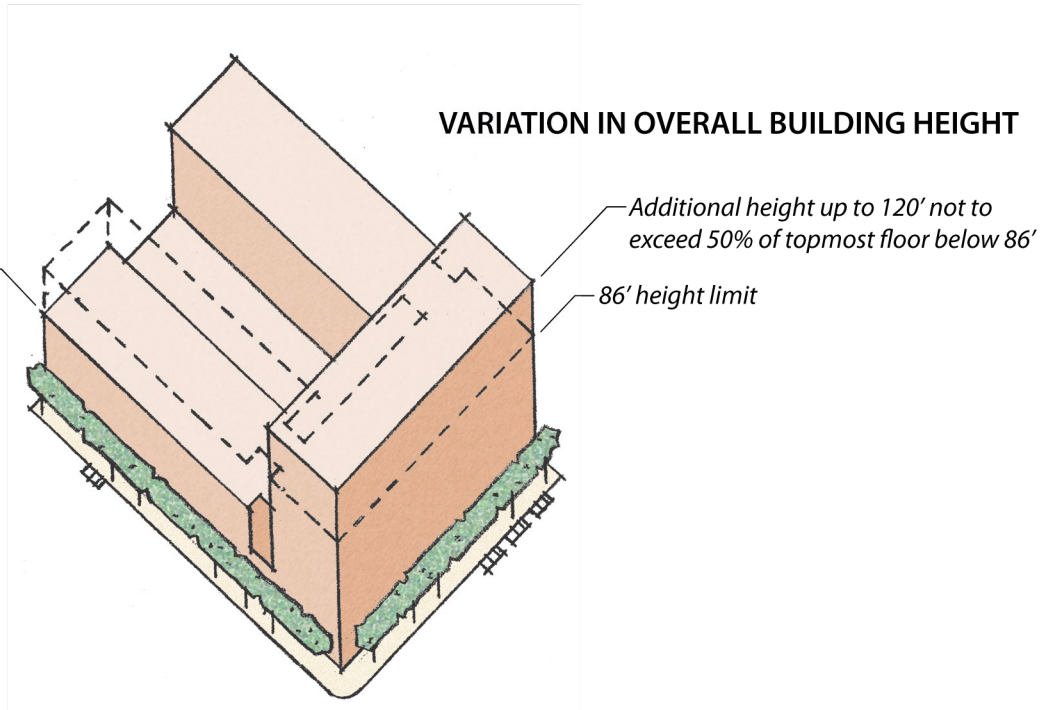 VARIATION IN OVERALL BUILDING HEIGHT
Additional height up to 120′ not to
exceed 50% of topmost floor below 86′
86′ height limit